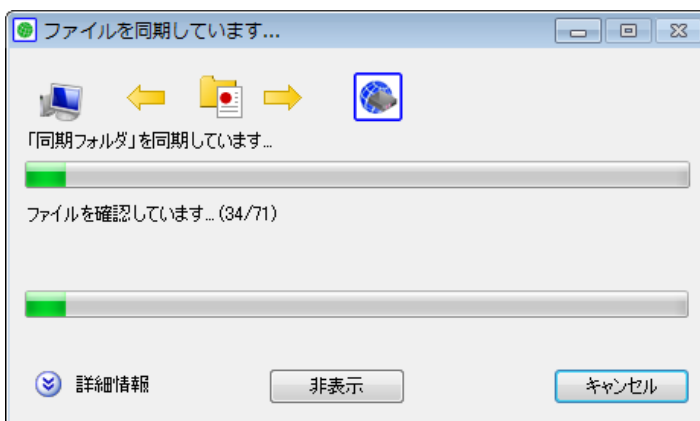 ファイルを同期しています...
「同期フォルダ」を同期しています...
ファイルを確認しています...(34/71)
詳細情報
非表示
キャンセル